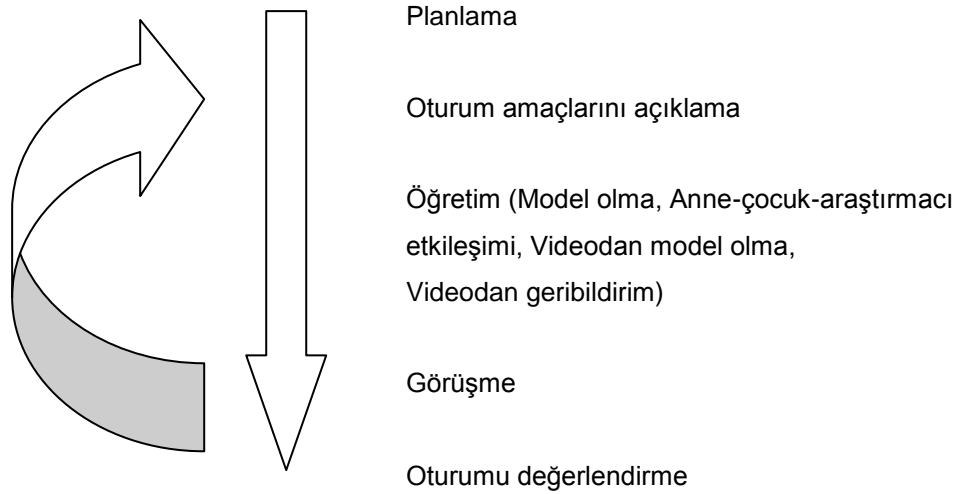 Planlama
Oturum amaçlarını açıklama
Öğretim (Model olma, Anne-çocuk-araştırmacı
etkileşimi, Videodan model olma,
Videodan geribildirim)
Görüşme
Oturumu değerlendirme